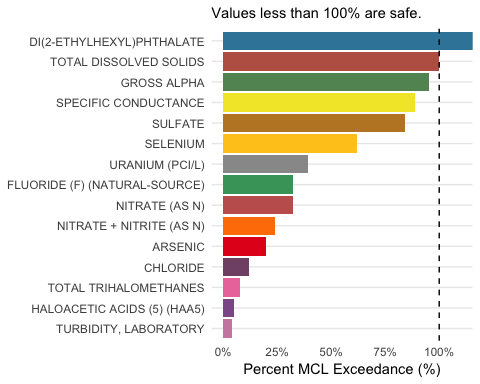 Values less than 100% are safe.
DI(2-ETHYLHEXYL)PHTHALATE
TOTAL DISSOLVED SOLIDS
GROSS ALPHA
SPECIFIC CONDUCTANCE
SULFATE
SELENIUM
URANIUM (PCI/L)
FLUORIDE (F) (NATURAL-SOURCE)
NITRATE (AS N)
NITRATE + NITRITE (AS N)
ARSENIC
CHLORIDE
TOTAL TRIHALOMETHANES
HALOACETIC ACIDS (5) (HAA5)
TURBIDITY, LABORATORY
0% 25% 50% 75% 100%
Percent MCL Exceedance (%)